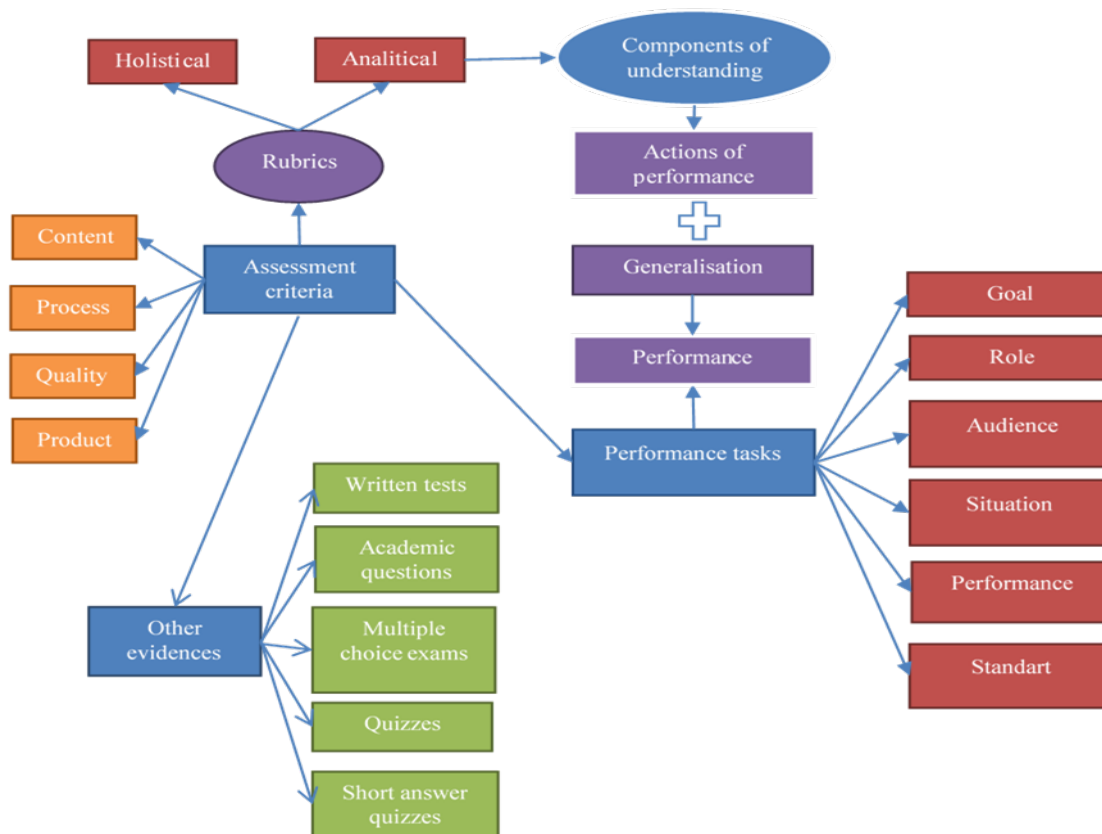 Holistical
Analitical
Components of
understanding
Rubrics
Actions of
performance
Content
Process
Quality
Product
Assessment
criteria
Generalisation
Performance
Performance tasks
Goal
Role
Audience
Situation
Performance
Standart
Other
evidences
Written tests
Academic
questions
Multiple
choice exams
Quizzes
Short answer
quizzes